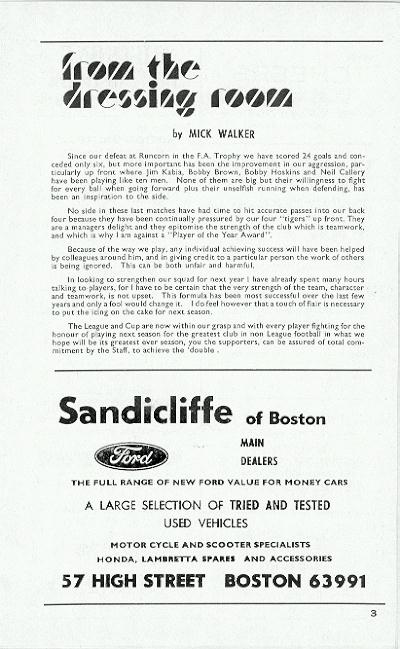 from the
dressing room
by MICK WALKER
Since our defeat at Runcorn in the F.A. Trophy we have scored 24 goals and con-
ceded only six, but more important has been the improvement in our aggression, par-
ticularly up front where Jim Kabia, Bobby Brown, Bobby Hoskins and Neil Callery
have been playing like ten men. None of them are big but their willingness to fight
for every ball when going forward plus their unselfish running when defending, has
been an inspiration to the side.
No side in these last matches have had time to hit accurate passes into our back
four because they have been continually pressured by our four "tigers" up front. They
are a managers delight and they epitomise the strength of the club which is teamwork,
and which is why I am against a "Player of the Year Award".
Because of the way we play, any individual achieving success will have been helped
by colleagues around him, and in giving credit to a particular person the work of others
is being ignored. This can be both unfair and harmful.
In looking to strengthen our squad for next year I have already spent many hours
talking to players, for I have to be certain that the very strength of the team, character
and teamwork, is not upset. This formula has been most successful over the last few
years and only a fool would change it. I do feel however that a touch of flair is necessary
to put the icing on the cake for next season.
The League and Cup are now within our grasp and with every player fighting for the
honour of playing next season for the greatest club in non League football in what we
hope will be its greatest ever season, you the supporters, can be assured of total com-
mitment by the Staff, to achieve the 'double .
Sandicliffe of Boston
Ford
MAIN
DEALERS
THE FULL RANGE OF NEW FORD VALUE FOR MONEY CARS
A LARGE SELECTION OF TRIED AND TESTED
USED VEHICLES
MOTOR CYCLE AND SCOOTER SPECIALISTS
HONDA, LAMBRETTA SPARES AND ACCESSORIES
57 HIGH STREET BOSTON 63991
3